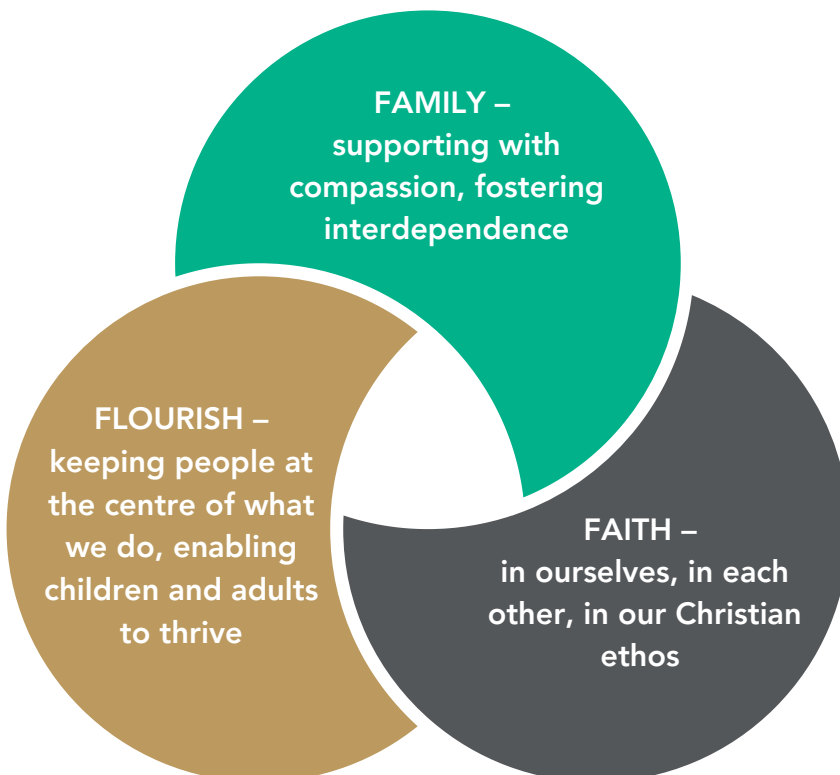 FAMILY –
supporting with
compassion, fostering
interdependence
FLOURISH –
keeping people at
the centre of what
we do, enabling
children and adults
to thrive
FAITH –
in ourselves, in each
other, in our Christian
ethos